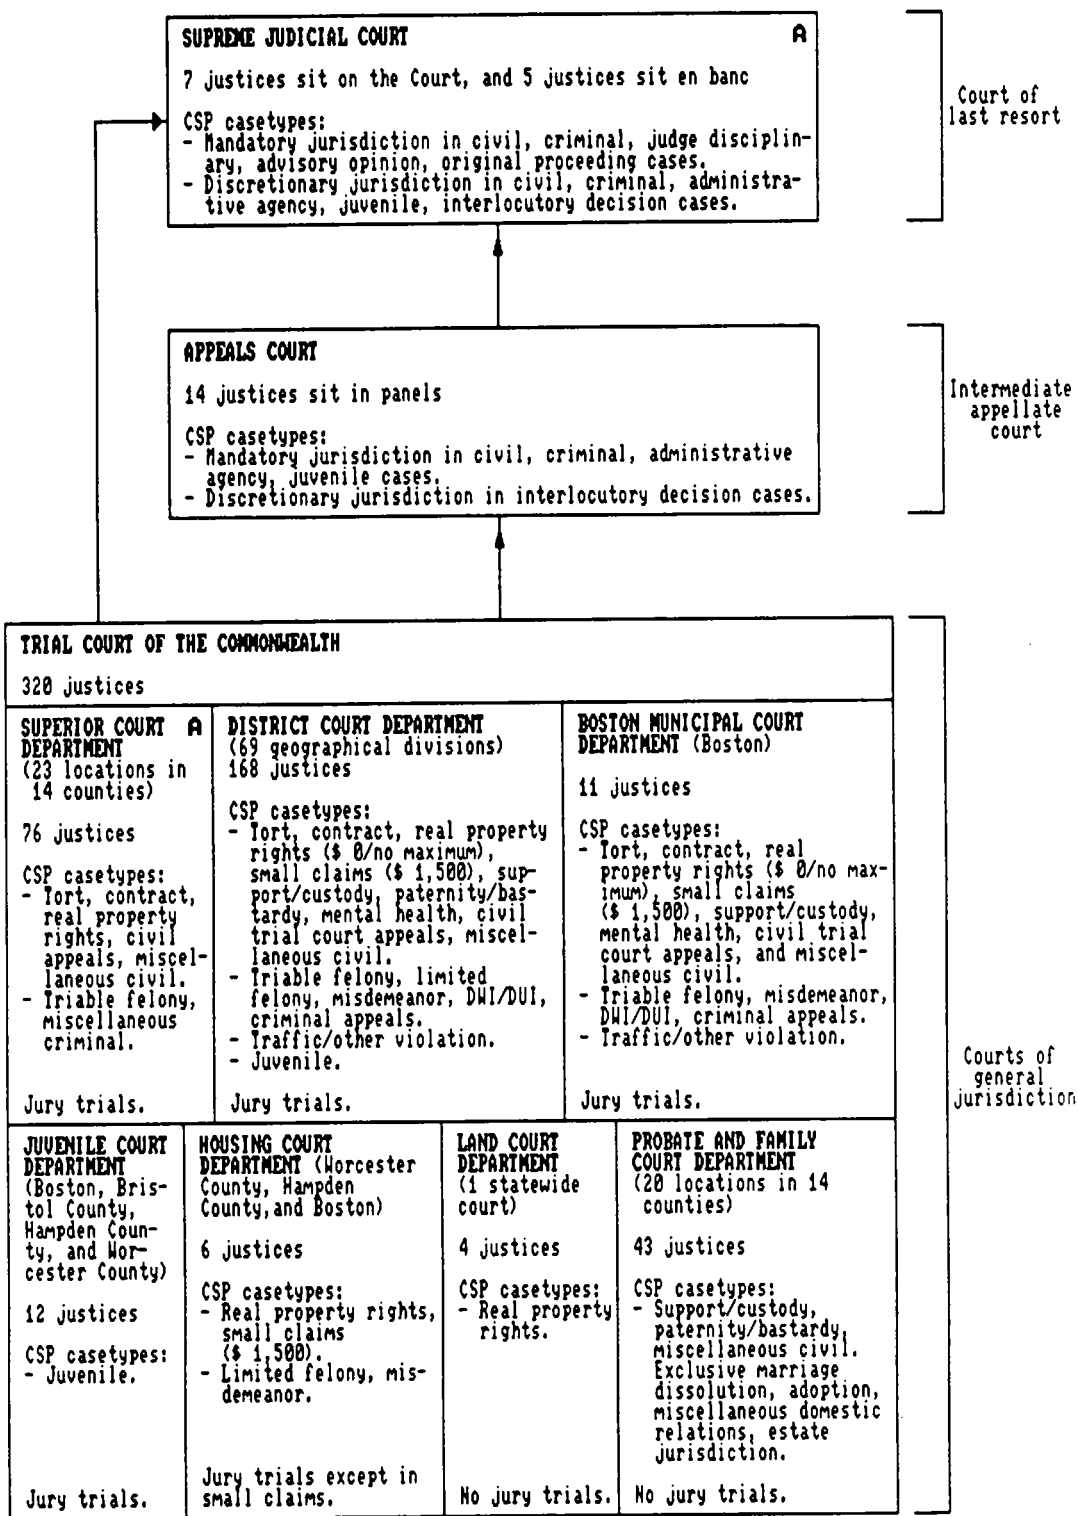 SUPREME JUDICIAL COURT A
7 justices sit on the Court, and 5 justices sit en banc
CSP casetypes:
- Mandatory jurisdiction in civil, criminal, judge disciplin-
ary, advisory opinion, original proceeding cases.
- Discretionary jurisdiction in civil, criminal, administra-
tive agency, juvenile, interlocutory decision cases.
Court of
last resort
APPEALS COURT
14 justices sit in panels
CSP casetypes:
- Mandatory jurisdiction in civil, criminal, administrative
agency, juvenile cases.
- Discretionary jurisdiction in interlocutory decision cases.
Intermediate
appellate
court
TRIAL COURT OF THE COMMONWEALTH
320 justices
SUPERIOR COURT A
DEPARTMENT
(23 locations in
14 counties)
76 justices
CSP casetypes:
- Tort, contract,
real property
rights, civil
appeals, miscel-
laneous civil.
- Triable felony,
miscellaneous
criminal.
Jury trials.
DISTRICT COURT DEPARTMENT
(69 geographical divisions)
168 justices
CSP casetypes:
- Tort, contract, real property
rights ($ 0/no maximum),
small claims ($ 1,500), sup-
port/custody, paternity/bas-
tardy, mental health, civil
trial court appeals, miscel-
laneous civil.
- Triable felony, limited
felony, misdemeanor, DWI/DUI,
criminal appeals.
- Traffic/other violation.
- Juvenile.
Jury trials.
BOSTON MUNICIPAL COURT
DEPARTMENT (Boston)
11 justices
CSP casetypes:
- Tort, contract, real
property rights ($ 0/no max-
imum), small claims
($ 1,500), support/custody,
mental health, civil trial
court appeals, and miscel-
laneous civil.
- Triable felony, misdemeanor,
DWI/DUI, criminal appeals.
- Traffic/other violation.
Jury trials.
Courts of
general
jurisdiction
JUVENILE COURT
DEPARTMENT
(Boston, Bris-
tol County,
Hampden Coun-
ty, and Wor-
cester County)
12 justices
CSP casetypes:
- Juvenile.
Jury trials.
HOUSING COURT
DEPARTMENT (Worcester
County, Hampden
County,and Boston)
6 justices
CSP casetypes:
- Real property rights,
small claims
($ 1,500).
- Limited felony, mis-
demeanor.
Jury trials except in
small claims.
LAND COURT
DEPARTMENT
(1 statewide
court)
4 justices
CSP casetypes:
- Real property
rights.
No jury trials.
PROBATE AND FAMILY
COURT DEPARTMENT
(20 locations in 14
counties)
43 justices
CSP casetypes:
- Support/custody,
paternity/bastardy,
miscellaneous civil.
Exclusive marriage
dissolution, adoption,
miscellaneous domestic
relations, estate
jurisdiction.
No jury trials.